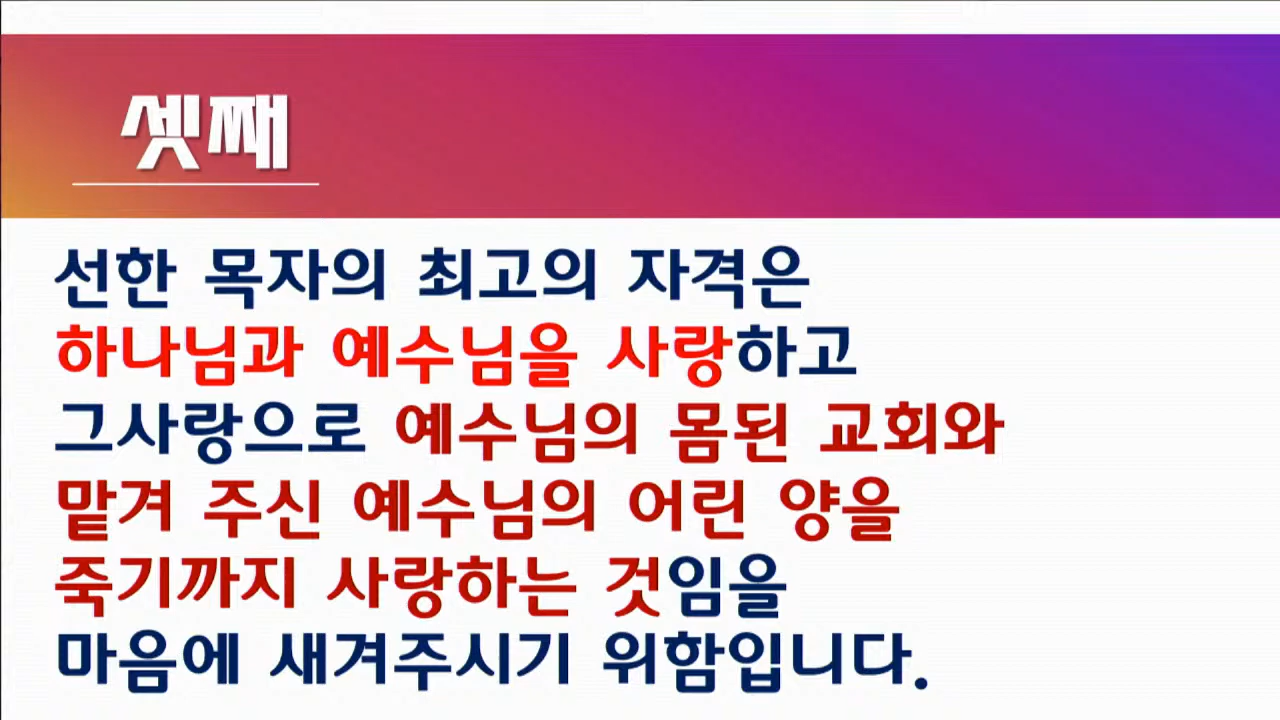 셋째
선한 목자의 최고의 자격은
하나님과 예수님을 사랑하고
그사랑으로 예수님의 몸된 교회와
맡겨 주신 예수님의 어린 양을
죽기까지 사랑하는 것임을
마음에 새겨주시기 위함입니다.